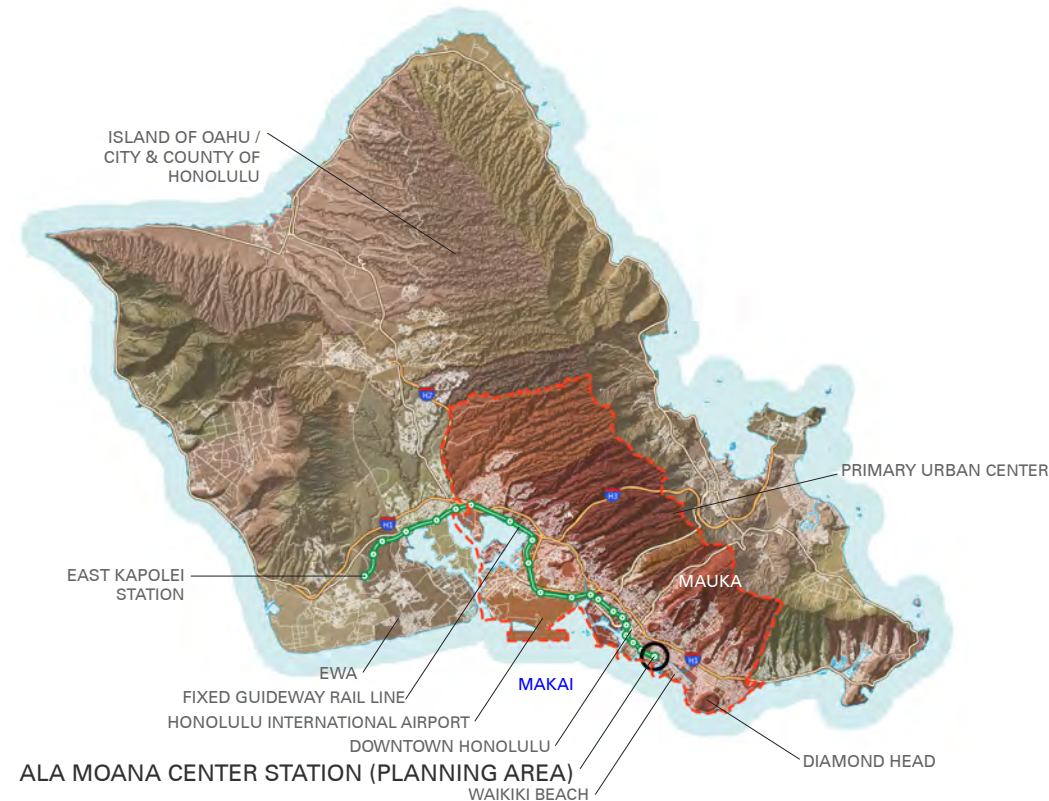 ISLAND OF OAHU /
CITY & COUNTY OF
HONOLULU
H2
PRIMARY URBAN CENTER
H3
H1
EAST KAPOLEI
STATION
MAUKA
H1
EWA
MAKAI
FIXED GUIDEWAY RAIL LINE
HONOLULU INTERNATIONAL AIRPORT
DOWNTOWN HONOLULU
DIAMOND HEAD
ALA MOANA CENTER STATION (PLANNING AREA)
WAIKIKI BEACH